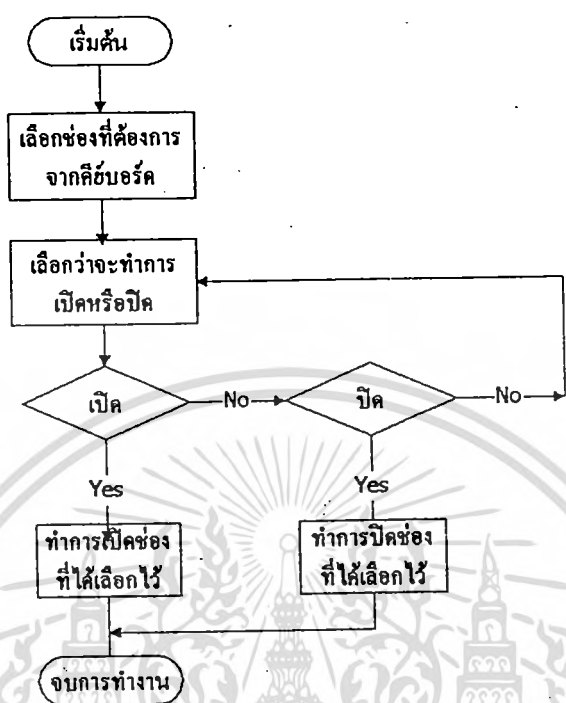 เริ่มต้น
เลือกช่องที่ต้องการ
จากคีย์บอร์ด
เลือกว่าจะทำการ
เปิดหรือปิด
เปิด
No
ปิด
No
Yes
Yes
ทำการเปิดช่อง
ที่ได้เลือกไว้
ทำการปิดช่อง
ที่ได้เลือกไว้
จบการทำงาน